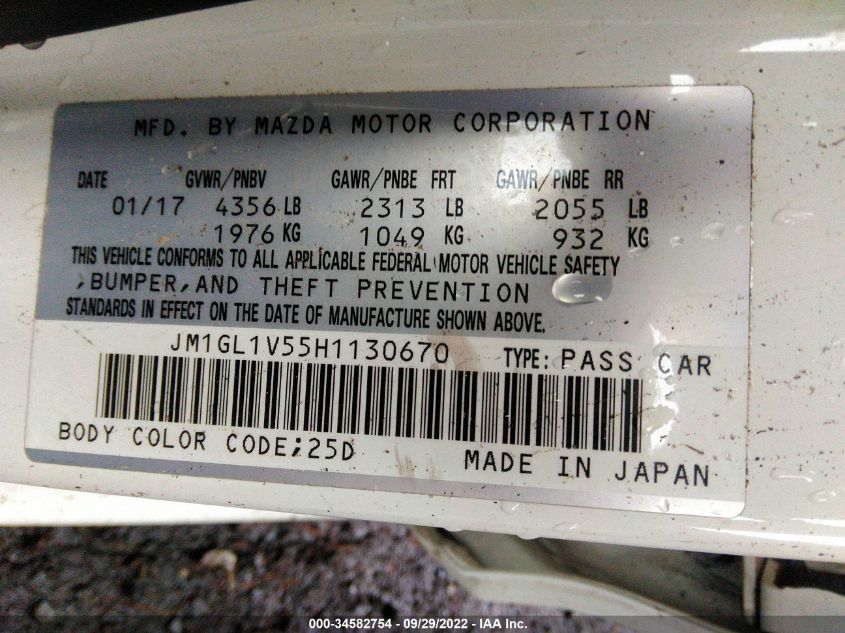 MFD. BY MAZDA MOTOR CORPORATION
DATE GVWR/PNBV GAWR/PNBE FRT GAWR/PNBE RR
01/17 4356 LB 2313 LB 2055 LB
1976 KG 1049 KG 932 KG
THIS VEHICLE CONFORMS TO ALL APPLICABLE FEDERAL MOTOR VEHICLE SAFETY
,BUMPER,AND THEFT PREVENTION
STANDARDS IN EFFECT ON THE DATE OF MANUFACTURE SHOWN ABOVE.
JM1GL1V55H1130670 TYPE: PASS CAR
BODY COLOR CODE;25D
MADE IN JAPAN
000-34582754 - 09/29/2022 - IAA Inc.